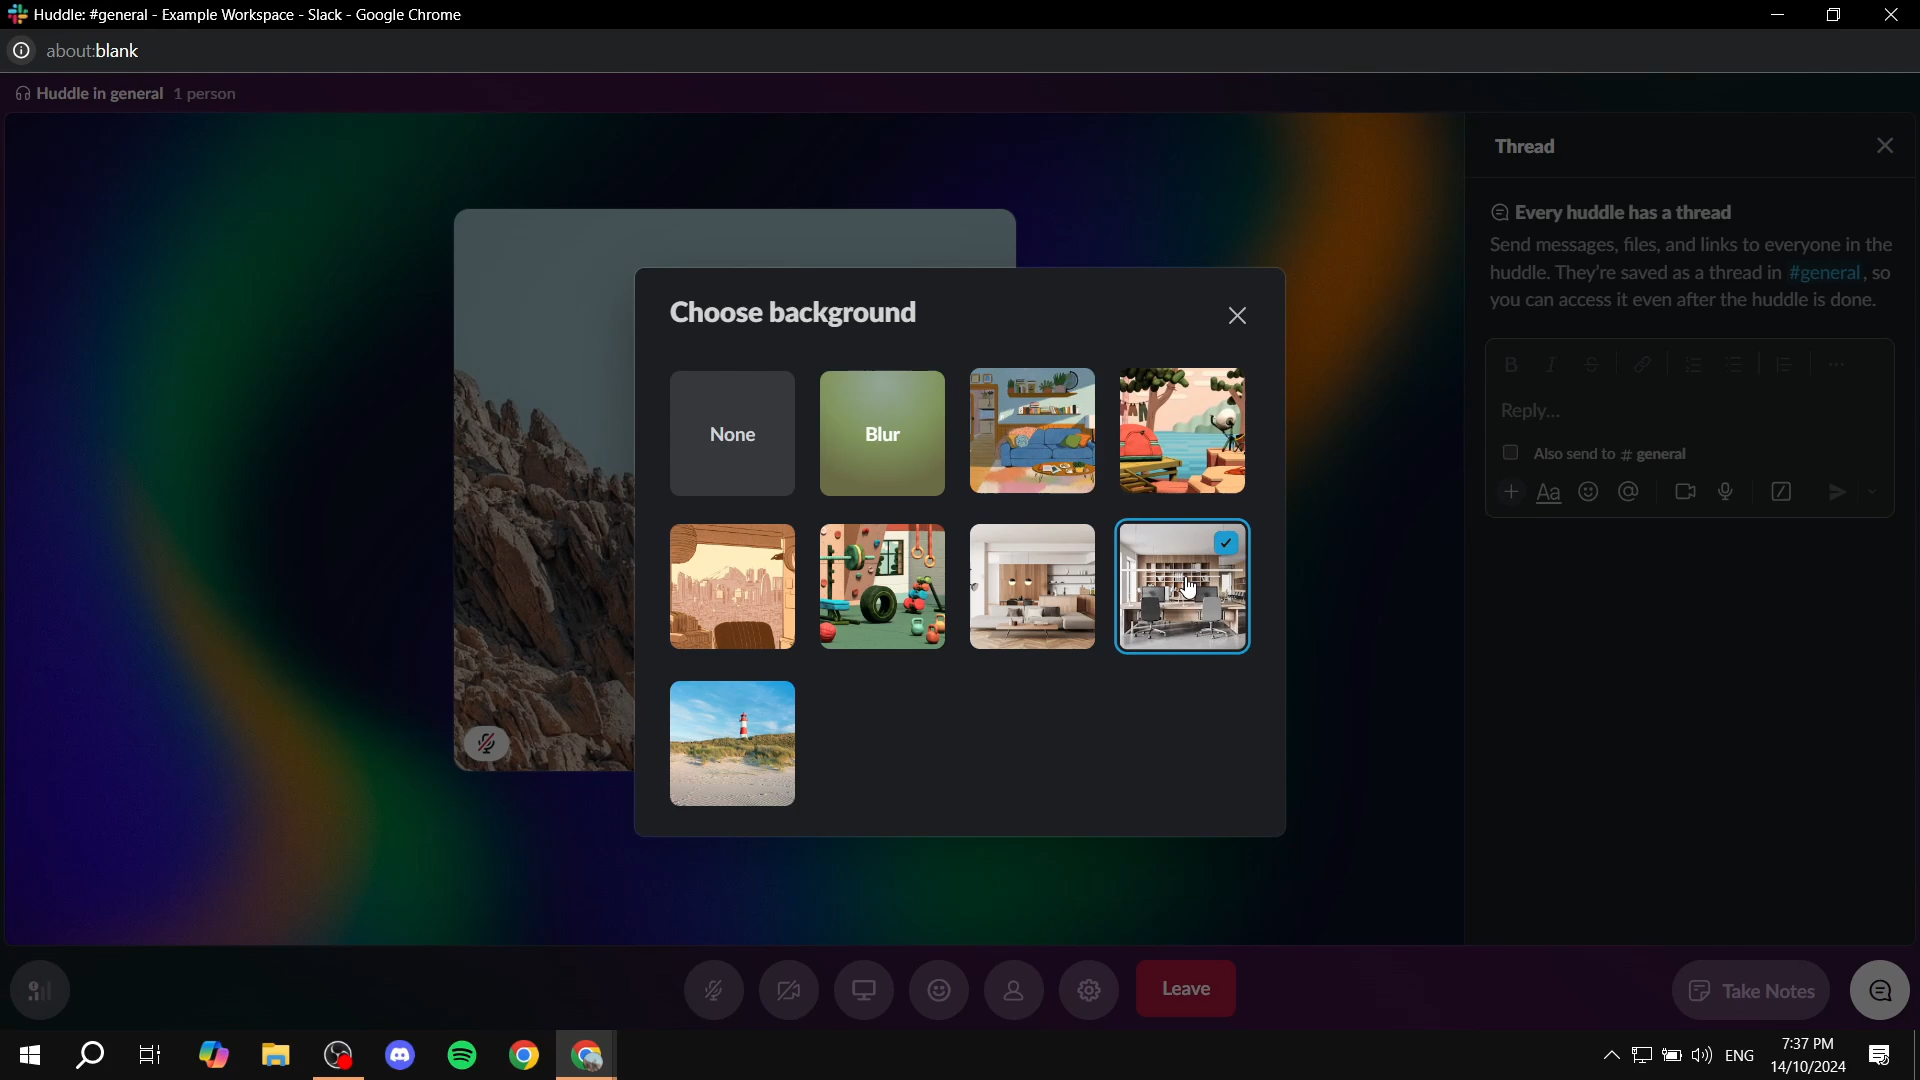 Huddle: #general - Example Workspace - Slack - Google Chrome
about:blank
Huddle in general 1 person
Thread
Every huddle has a thread
Send messages, files, and links to everyone in the
huddle. They're saved as a thread in #general, so
you can access it even after the huddle is done.
Choose background
None
Blur
Reply...
Also send to # general
Aa
Leave
Take Notes
ENG
7:37 PM
14/10/2024